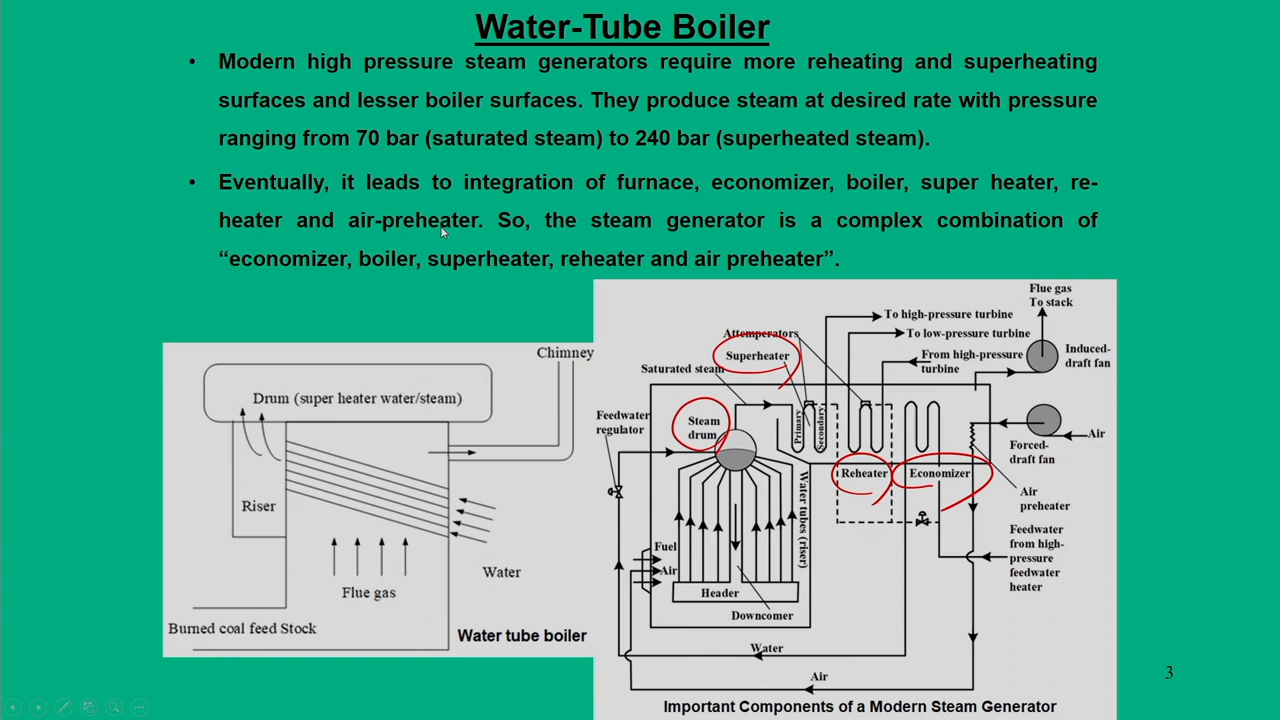 Water-Tube Boiler
• Modern high pressure steam generators require more reheating and superheating
surfaces and lesser boiler surfaces. They produce steam at desired rate with pressure
ranging from 70 bar (saturated steam) to 240 bar (superheated steam).
• Eventually, it leads to integration of furnace, economizer, boiler, super heater, re-
heater and air-preheater. So, the steam generator is a complex combination of
“economizer, boiler, superheater, reheater and air preheater”.
Chimney
Drum (super heater water/steam)
Riser
Water
Flue gas
Burned coal feed Stock
Water tube boiler
Flue gas
To stack
To high-pressure turbine
Attemperators
To low-pressure turbine
Induced-
draft fan
Superheater
From high-pressure
turbine
Saturated steam
Feedwater
regulator
Steam
drum
Primary
Secondary
Air
Forced-
draft fan
Reheater
Economizer
Air
preheater
Water tubes (riser)
Feedwater
from high-
pressure
feedwater
heater
Fuel
Air
Header
Downcomer
Water
Air
Important Components of a Modern Steam Generator
3